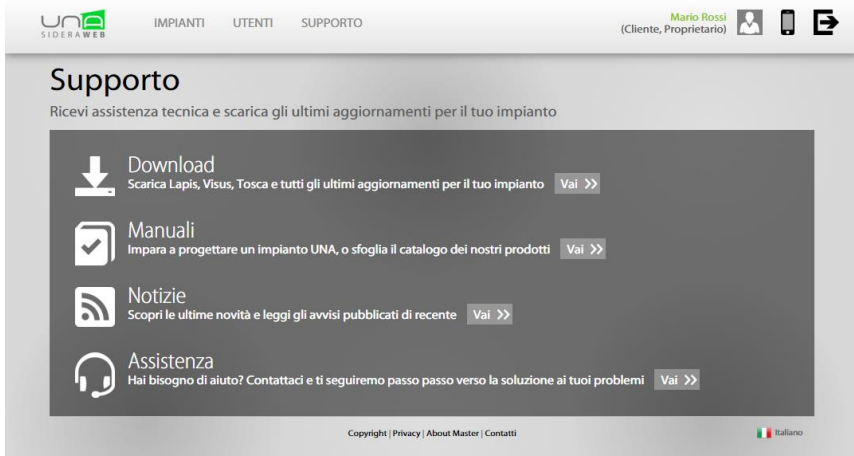 una
SIDERAWEB
IMPIANTI UTENTI SUPPORTO
Mario Rossi
(Cliente, Proprietario)
Supporto
Ricevi assistenza tecnica e scarica gli ultimi aggiornamenti per il tuo impianto
Download
Scarica Lapis, Visus, Tosca e tutti gli ultimi aggiornamenti per il tuo impianto Vai >>
Manuali
Impara a progettare un impianto UNA, o sfoglia il catalogo dei nostri prodotti Vai >>
Notizie
Scopri le ultime novità e leggi gli avvisi pubblicati di recente Vai >>
Assistenza
Hai bisogno di aiuto? Contattaci e ti seguiremo passo passo verso la soluzione ai tuoi problemi Vai >>
Copyright | Privacy | About Master | Contatti
Italiano